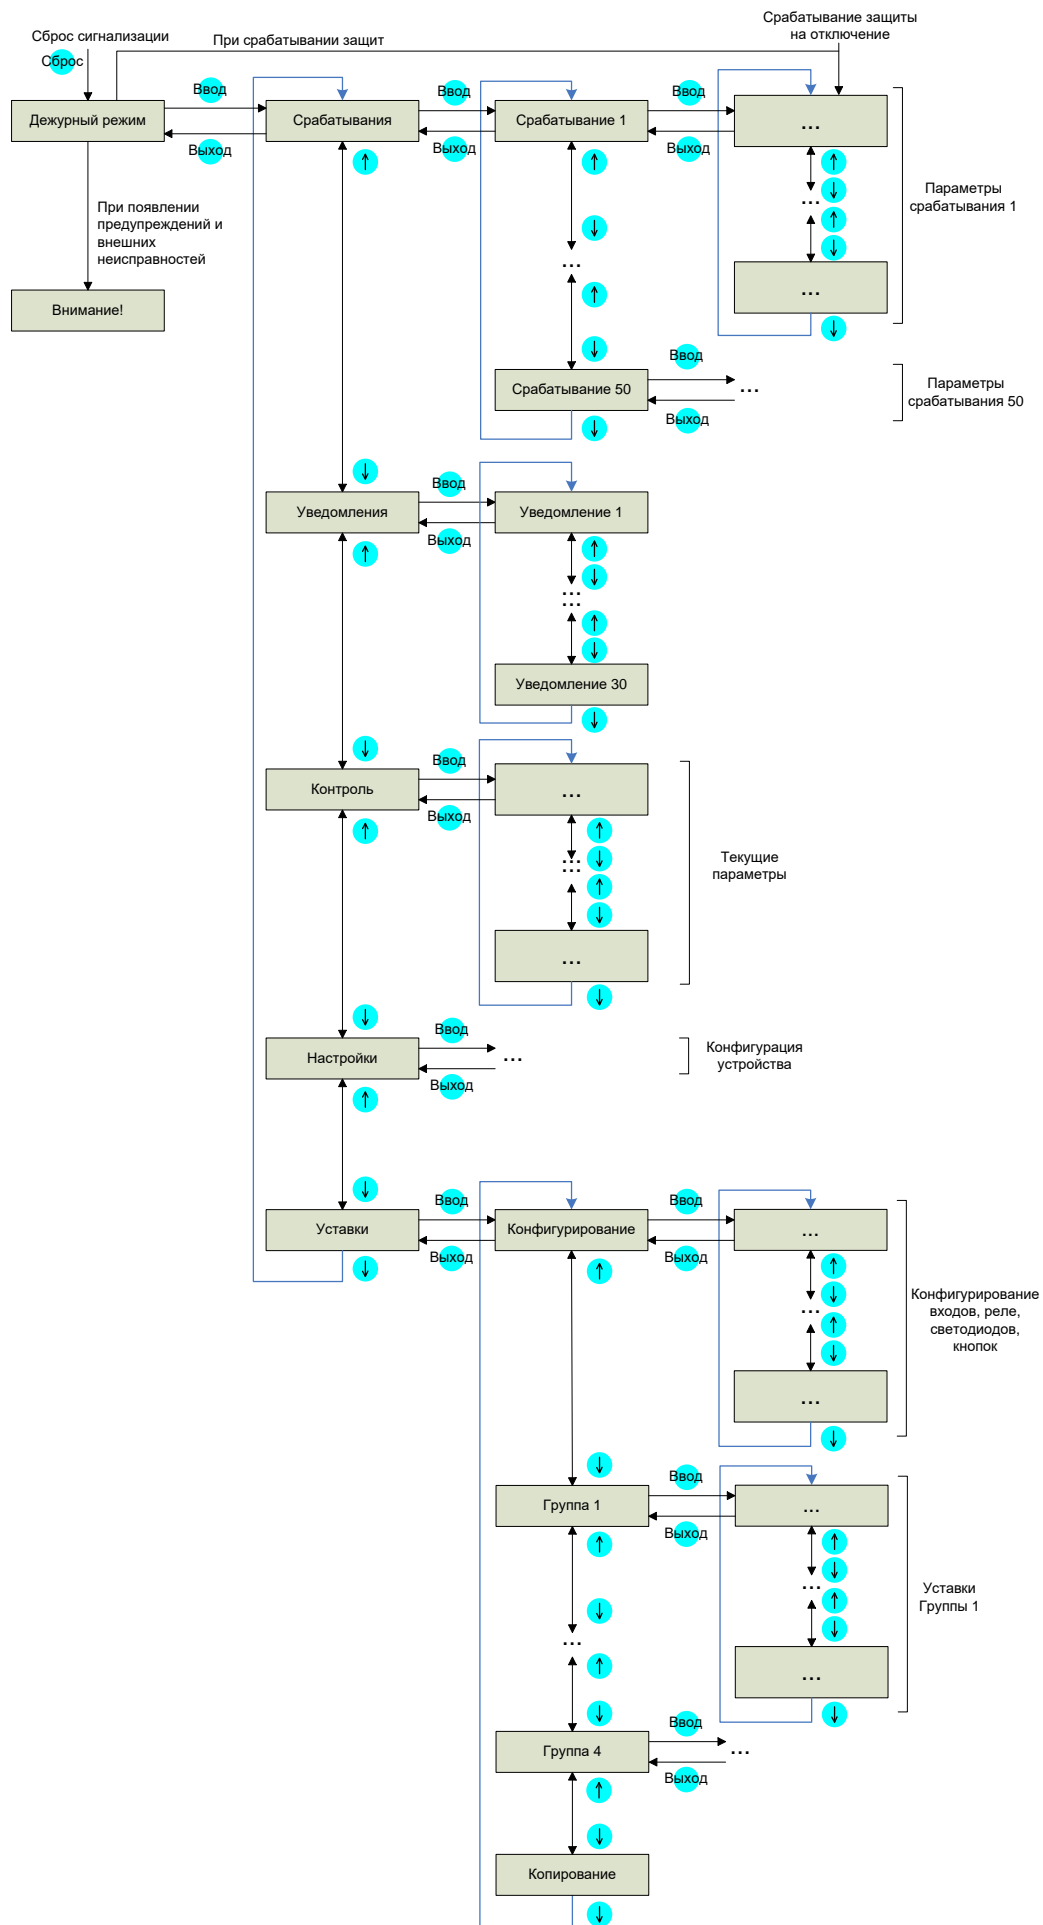 Сброс сигнализации
Сброс
При срабатывании защит
Срабатывание защиты
на отключение
Дежурный режим
Ввод
Выход
Срабатывания
Ввод
Выход
Срабатывание 1
Ввод
Выход
...
...
...
Параметры
срабатывания 1
При появлении
предупреждений и
внешних
неисправностей
Внимание!
...
Срабатывание 50
Ввод
Выход
...
Параметры
срабатывания 50
Уведомления
Ввод
Выход
Уведомление 1
...
...
Уведомление 30
Контроль
Ввод
Выход
...
...
...
...
Текущие
параметры
Настройки
Ввод
Выход
...
Конфигурация
устройства
Уставки
Ввод
Выход
Конфигурирование
Ввод
Выход
...
...
...
Конфигурирование
входов, реле,
светодиодов,
кнопок
Группа 1
Ввод
Выход
...
...
...
Уставки
Группы 1
...
Группа 4
Ввод
Выход
...
Копирование